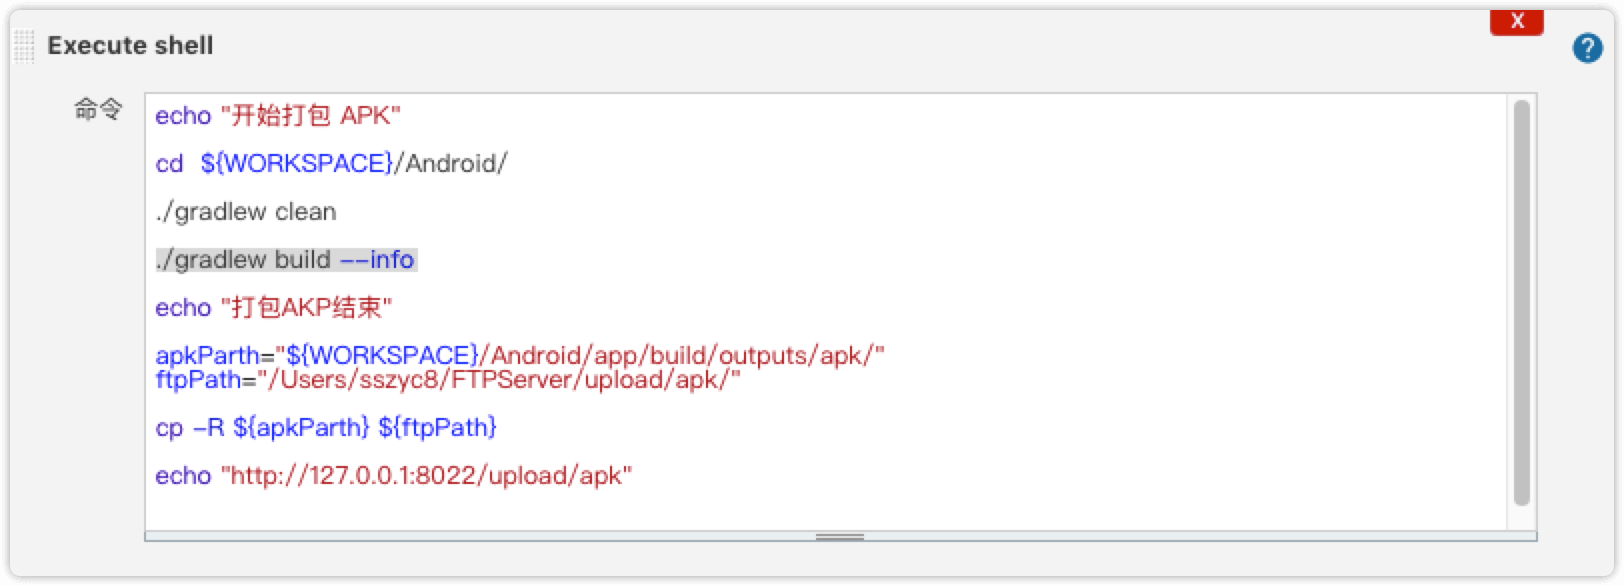 X
Execute shell
?
命令
echo "开始打包 APK"
cd  ${WORKSPACE}/Android/
./gradlew clean
./gradlew build --info
echo "打包AKP结束"
apkParth="${WORKSPACE}/Android/app/build/outputs/apk/"
ftpPath="/Users/sszyc8/FTPServer/upload/apk/"
cp -R ${apkParth} ${ftpPath}
echo "http://127.0.0.1:8022/upload/apk"